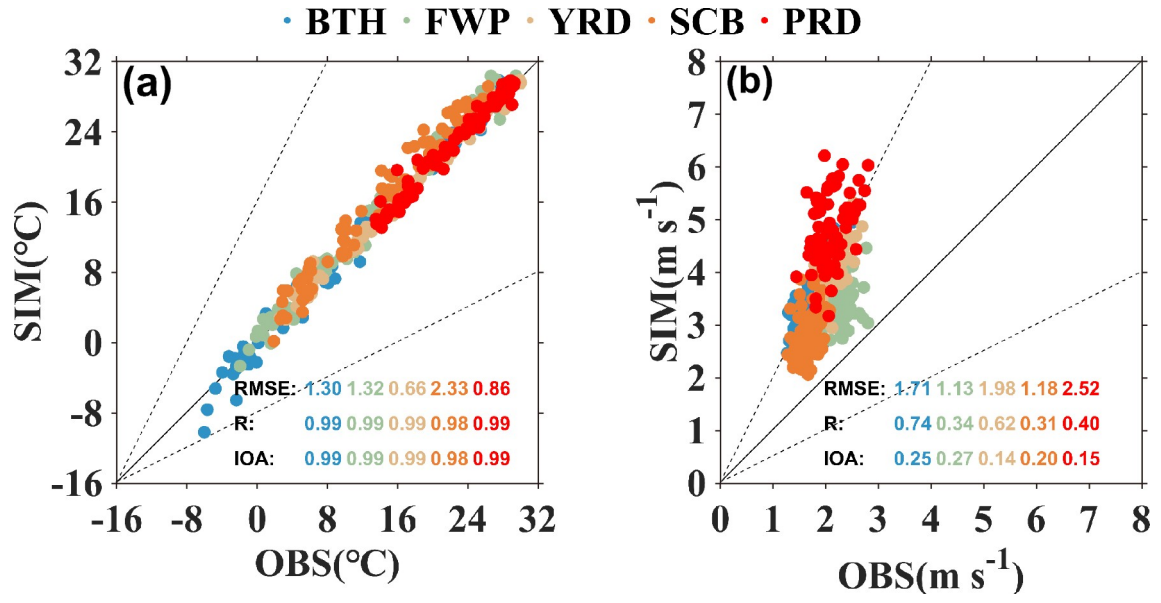 BTH FWP YRD SCB PRD
(a)
32
24
16
8
0
-8
-16
SIM(°C)
RMSE: 1.30 1.32 0.66 2.33 0.86
R: 0.99 0.99 0.99 0.98 0.99
IOA: 0.99 0.99 0.99 0.98 0.99
-16 -8 0 8 16 24 32
OBS(°C)
(b)
8
7
6
5
4
3
2
1
0
SIM(m s⁻¹)
RMSE: 1.71 1.13 1.98 1.18 2.52
R: 0.74 0.34 0.62 0.31 0.40
IOA: 0.25 0.27 0.14 0.20 0.15
0 1 2 3 4 5 6 7 8
OBS(m s⁻¹)